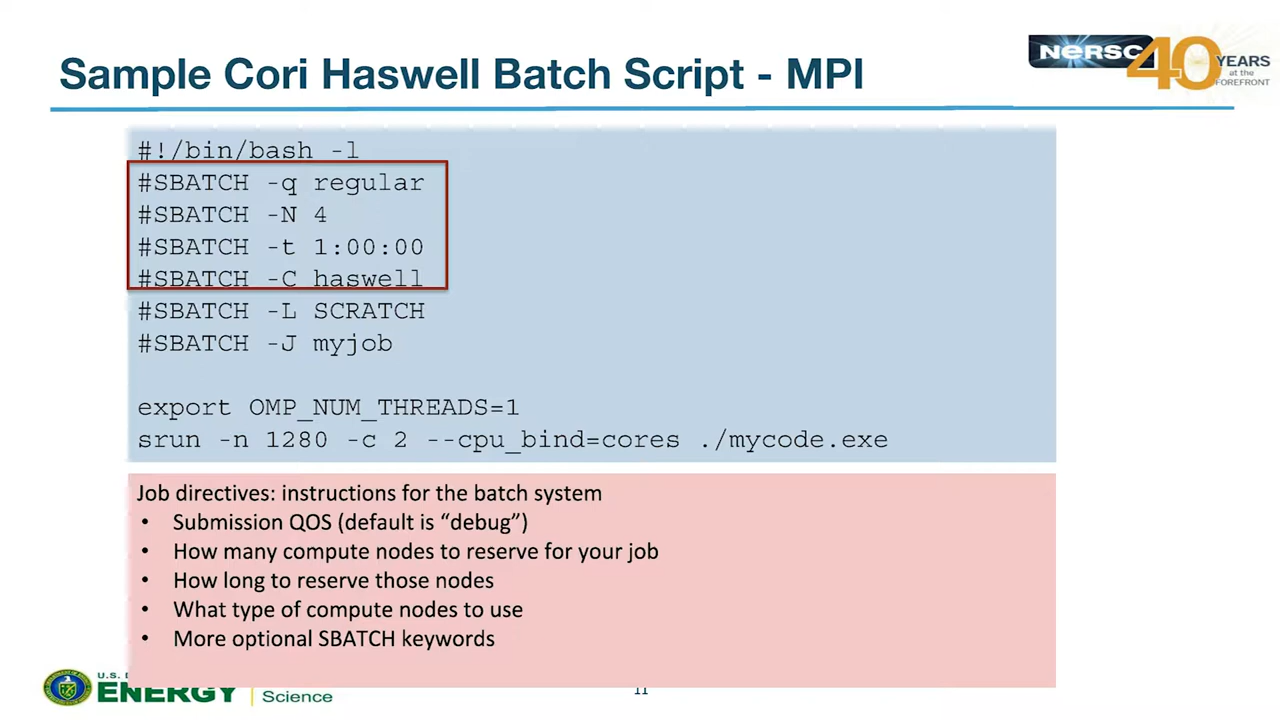 Sample Cori Haswell Batch Script - MPI
NERSC 40 YEARS at the FOREFRONT
#!/bin/bash -l
#SBATCH -q regular
#SBATCH -N 4
#SBATCH -t 1:00:00
#SBATCH -C haswell
#SBATCH -L SCRATCH
#SBATCH -J myjob
export OMP_NUM_THREADS=1
srun -n 1280 -c 2 --cpu_bind=cores ./mycode.exe
Job directives: instructions for the batch system
• Submission QOS (default is “debug”)
• How many compute nodes to reserve for your job
• How long to reserve those nodes
• What type of compute nodes to use
• More optional SBATCH keywords
U.S.
ENERGY
Science
11